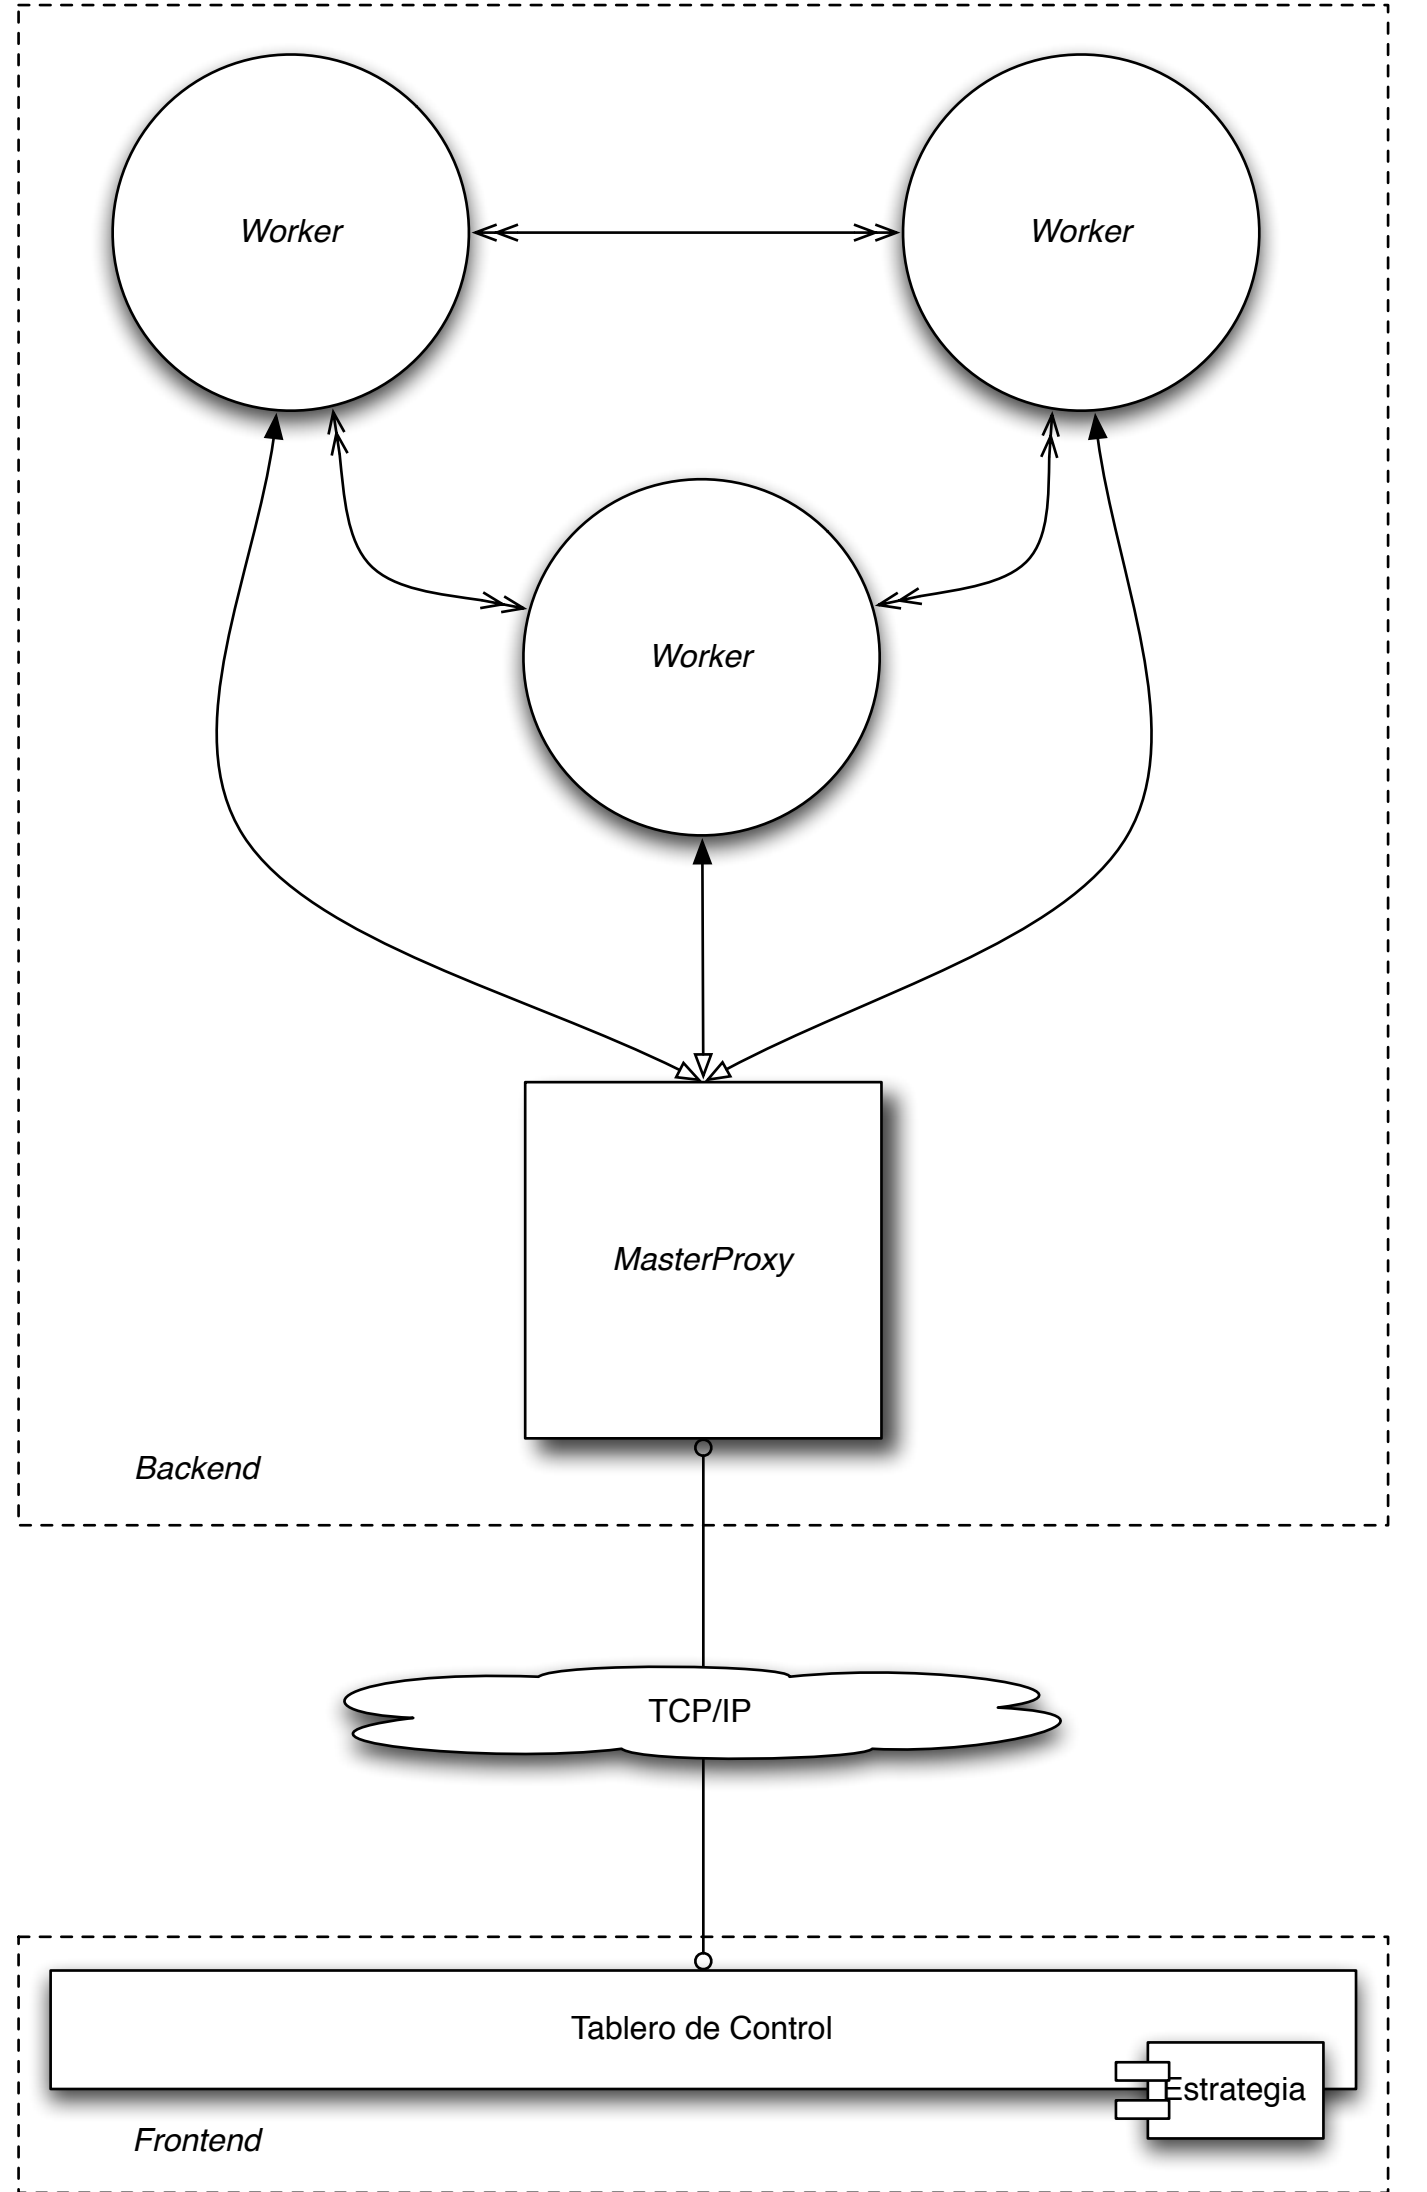 Worker
Worker
Worker
MasterProxy
Backend
TCP/IP
Tablero de Control
Estrategia
Frontend